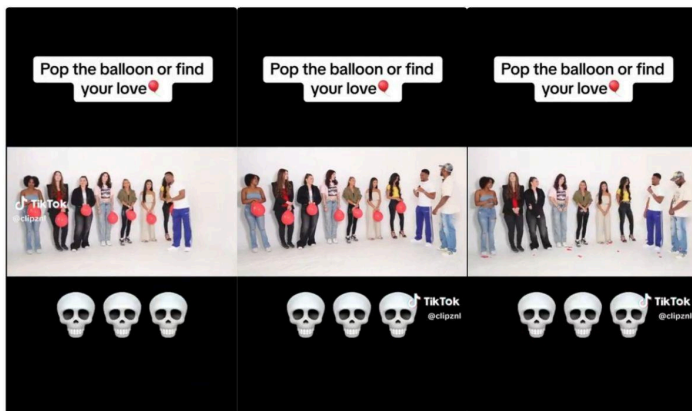 Pop the balloon or find
your love🎈
Pop the balloon or find
your love🎈
Pop the balloon or find
your love🎈
TikTok
@clipznl
TikTok
@clipznl
TikTok
@clipznl